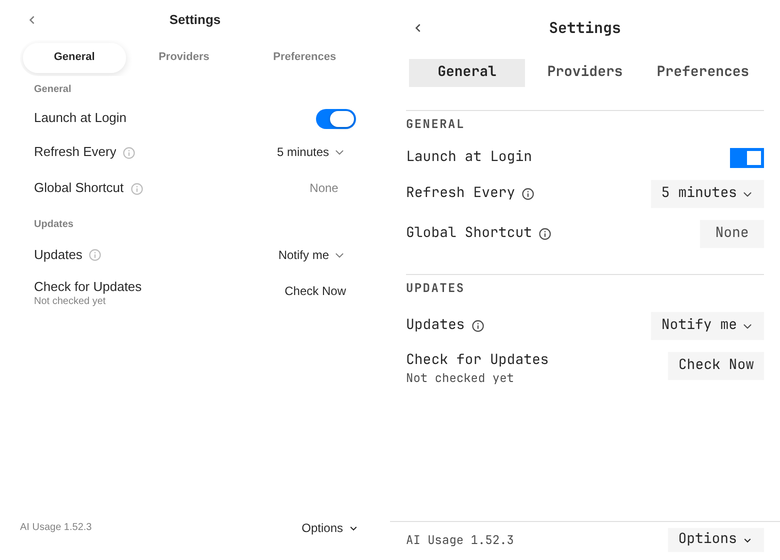 Settings
General Providers Preferences
General
Launch at Login
Refresh Every 5 minutes
Global Shortcut None
Updates
Updates Notify me
Check for Updates Check Now
Not checked yet
AI Usage 1.52.3 Options
Settings
General Providers Preferences
GENERAL
Launch at Login
Refresh Every 5 minutes
Global Shortcut None
UPDATES
Updates Notify me
Check for Updates Check Now
Not checked yet
AI Usage 1.52.3 Options